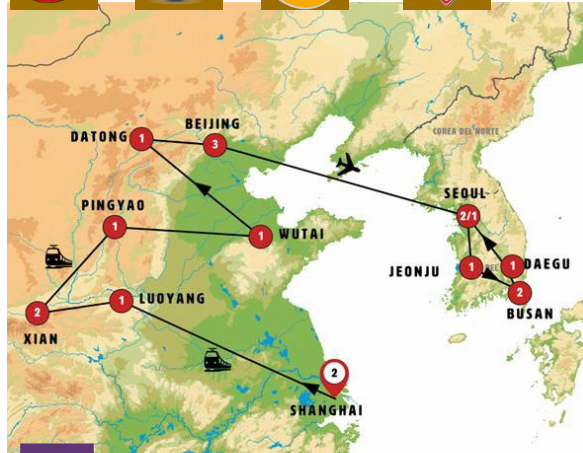 COREA DEL NORTE
BEIJING
DATONG
1
3
SEOUL
2/1
PINGYAO
1
1
WUTAI
JEONJU
1
DEL
1
DAEGU
2
BUSAN
1
LUOYANG
2
XIAN
2
SHANGHAI